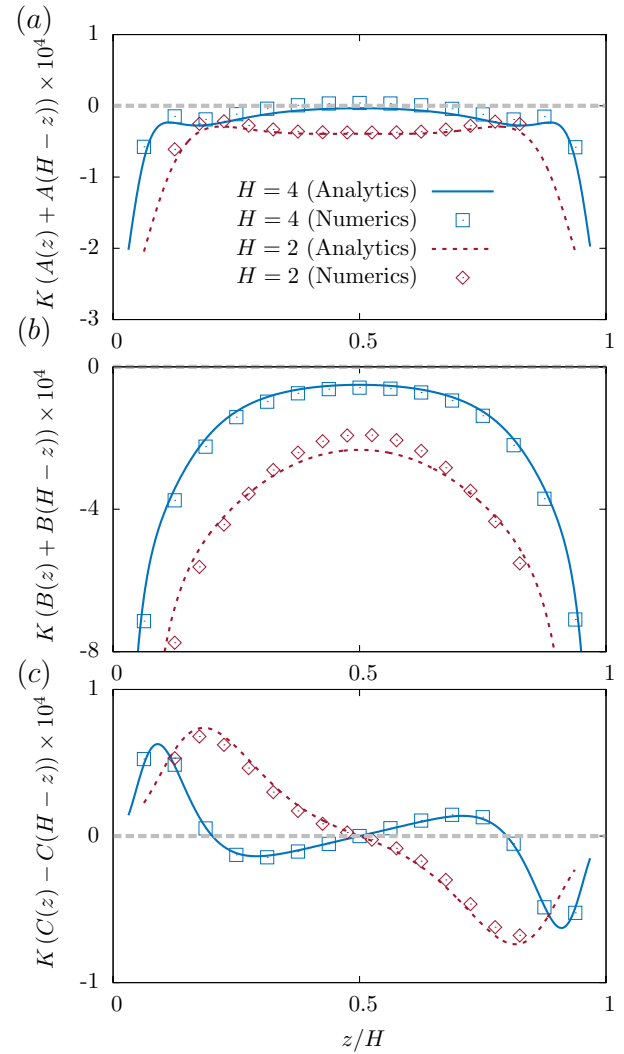 (a)
K (A(z) + A(H − z)) × 10⁴
1
0
-1
-2
-3
H = 4 (Analytics)
H = 4 (Numerics)
H = 2 (Analytics)
H = 2 (Numerics)
0
0.5
1
(b)
K (B(z) + B(H − z)) × 10⁴
0
-4
-8
0
0.5
1
(c)
K (C(z) − C(H − z)) × 10⁴
1
0
-1
0
0.5
1
z/H